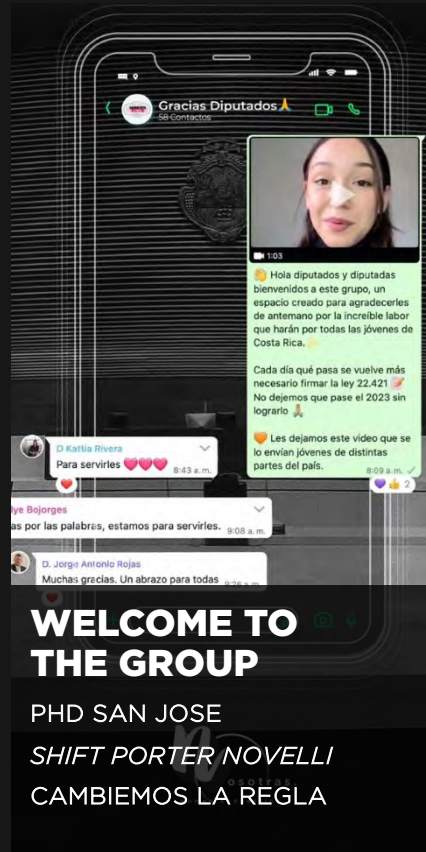 Gracias Diputados🙏
58 Contactos
1:03
👏 Hola diputados y diputadas
bienvenidos a este grupo, un
espacio creado para agradecerles
de antemano por la increíble labor
que harán por todas las jóvenes de
Costa Rica.
Cada día qué pasa se vuelve más
necesario firmar la ley 22.421 📝
No dejemos que pase el 2023 sin
lograrlo 🙏
🧡 Les dejamos este video que se
lo envían jóvenes de distintas
partes del país.
8:09 a. m. ✓
💜 👍 2
D Kattia Rivera
Para servirles 💗💗💗
8:43 a. m.
lye Bojorges
as por las palabras, estamos para servirles.
9:08 a. m.
D. Jorge Antonio Rojas
Muchas gracias. Un abrazo para todas
9:26 a. m.
WELCOME TO
THE GROUP
PHD SAN JOSE
SHIFT PORTER NOVELLI
CAMBIEMOS LA REGLA
nosotras